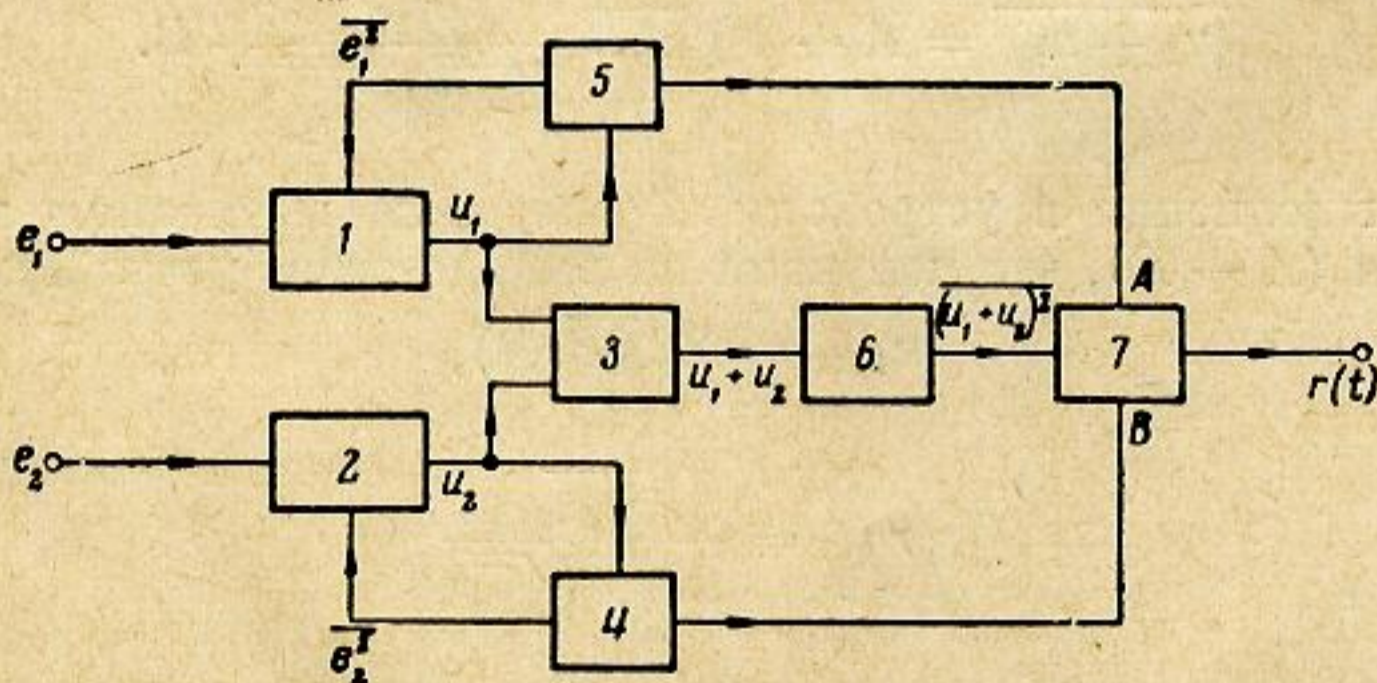 e₁²
5
e₁
1
u₁
A
3
u₁ + u₂
6
(u₁ + u₂)²
7
r(t)
B
e₂
2
u₂
4
e₂²